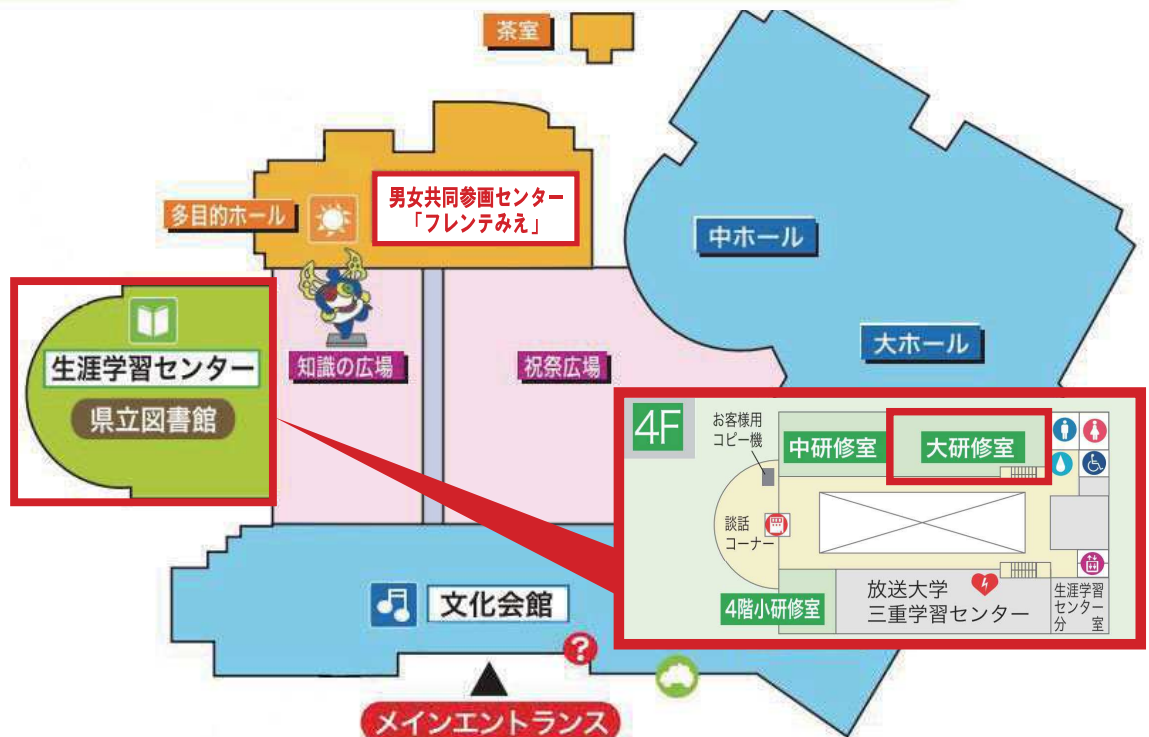 茶室
男女共同参画センター
「フレンテみえ」
多目的ホール
中ホール
大ホール
生涯学習センター
県立図書館
知識の広場
祝祭広場
4F
お客様用
コピー機
中研修室
大研修室
談話
コーナー
4階小研修室
放送大学
三重学習センター
生涯学習
センター
分室
文化会館
?
メインエントランス